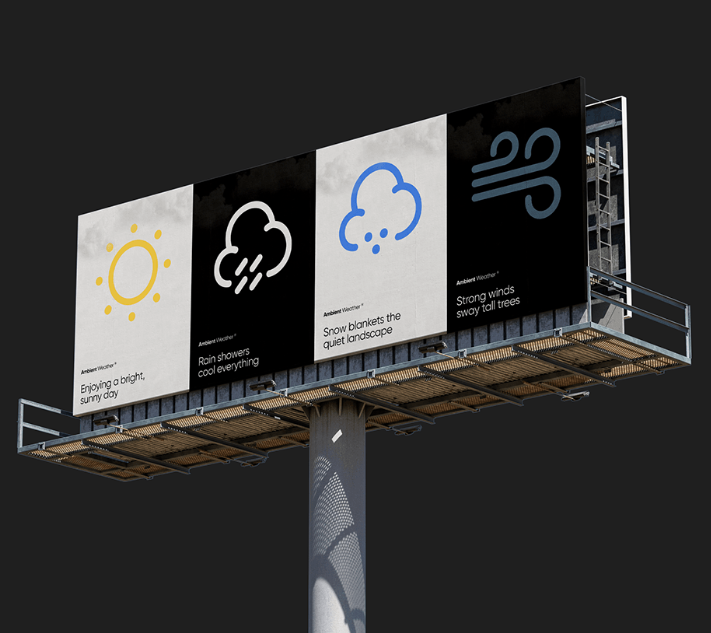 Ambient Weather®
Enjoying a bright,
sunny day
Ambient Weather®
Rain showers
cool everything
Ambient Weather®
Snow blankets the
quiet landscape
Ambient Weather®
Strong winds
sway tall trees